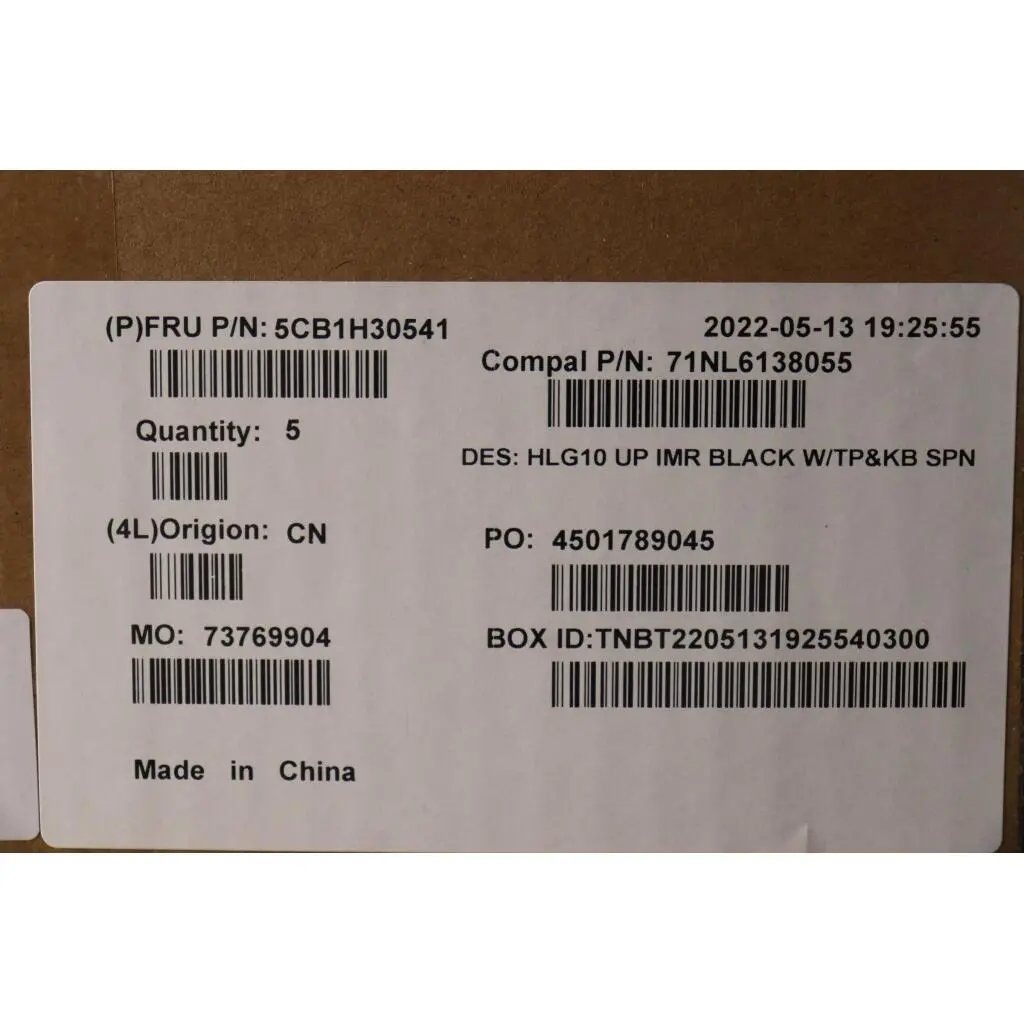 (P)FRU P/N: 5CB1H30541
2022-05-13 19:25:55
Compal P/N: 71NL6138055
Quantity: 5
DES: HLG10 UP IMR BLACK W/TP&KB SPN
(4L)Origion: CN
PO: 4501789045
MO: 73769904
BOX ID:TNBT2205131925540300
Made in China